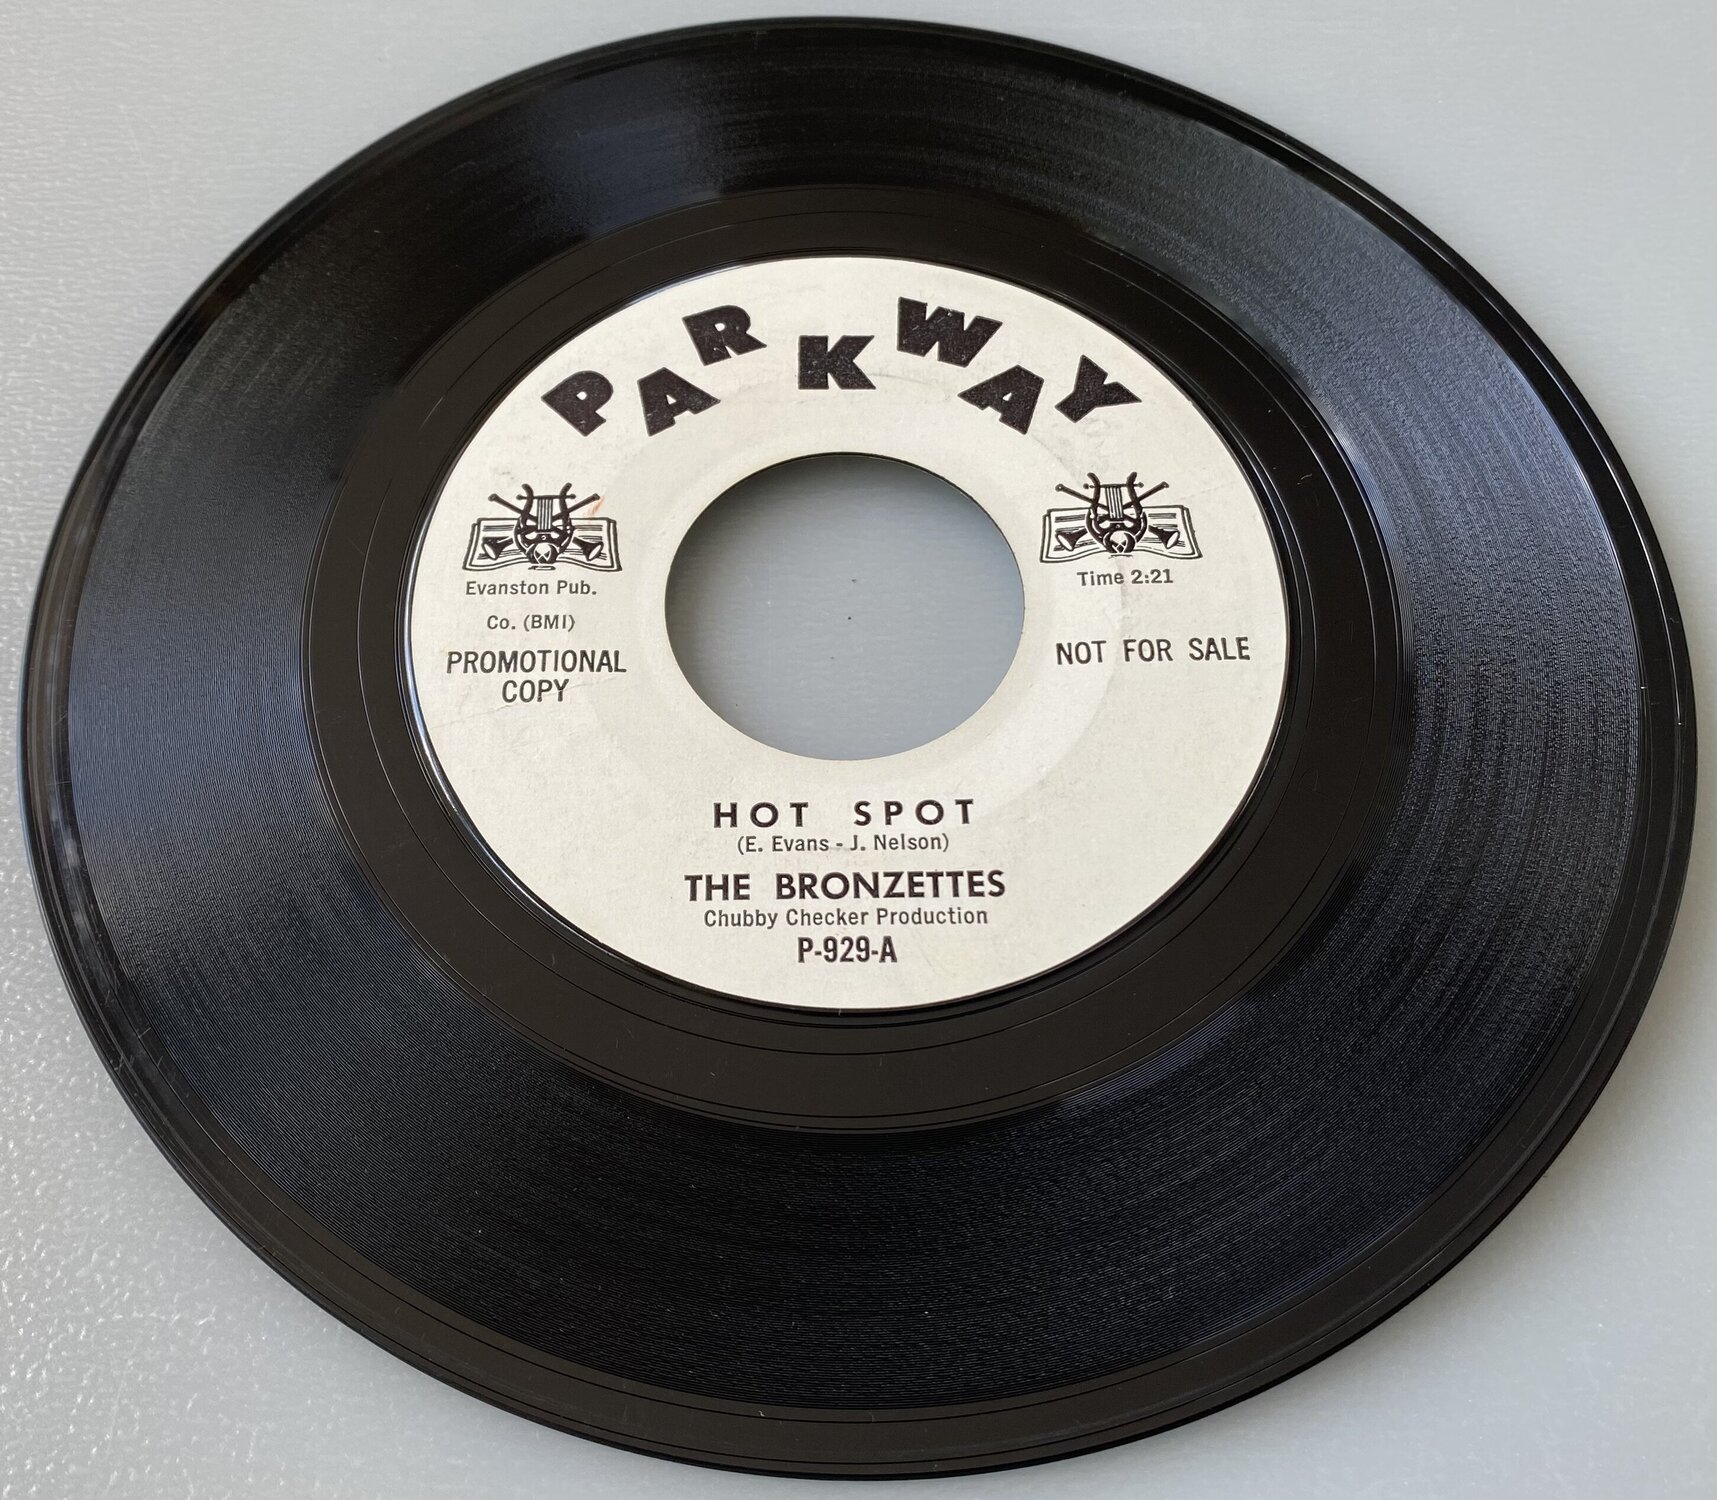 PARKWAY
Evanston Pub.
Co. (BMI)
PROMOTIONAL
COPY
Time 2:21
NOT FOR SALE
HOT SPOT
(E. Evans - J. Nelson)
THE BRONZETTES
Chubby Checker Production
P-929-A